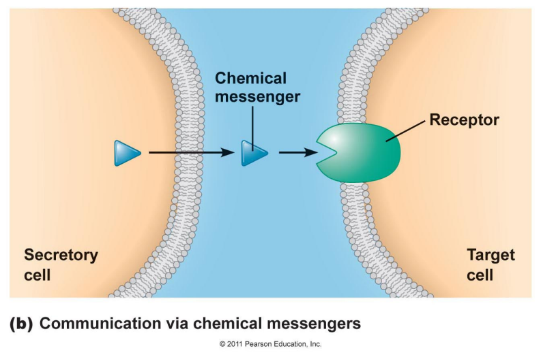 Chemical
messenger
Receptor
Secretory
cell
Target
cell
(b) Communication via chemical messengers
© 2011 Pearson Education, Inc.